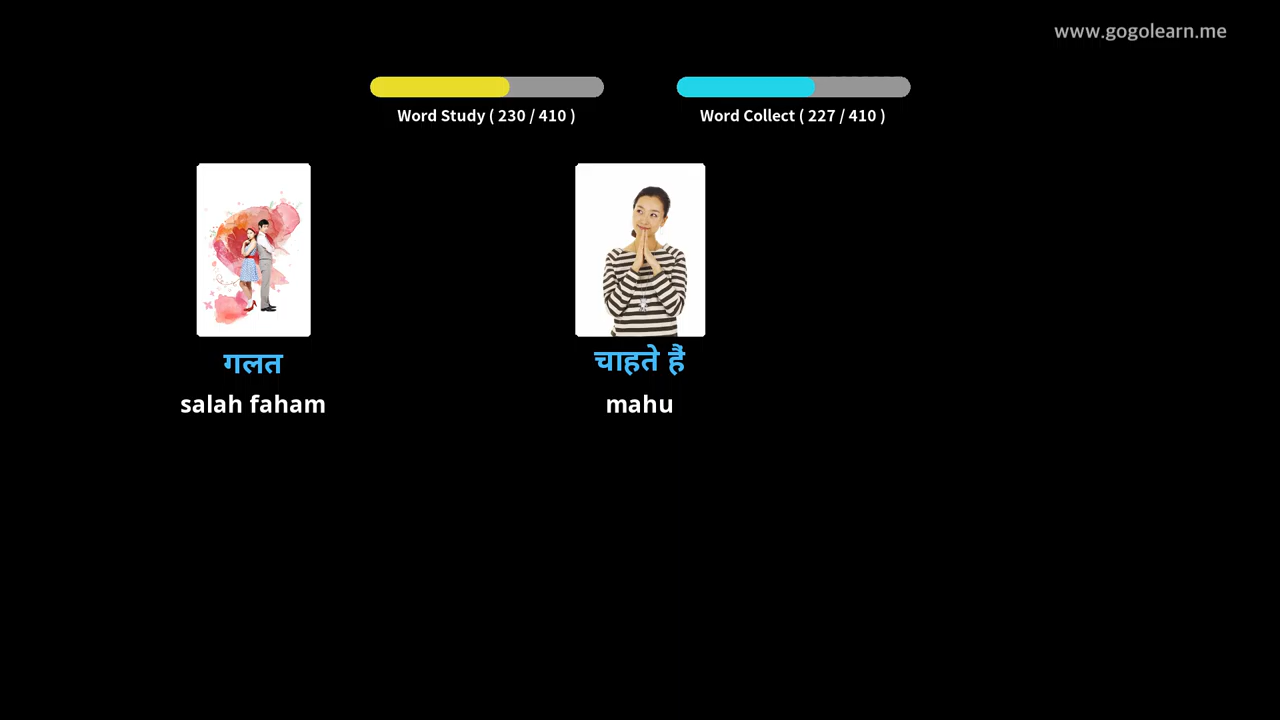 www.gogolearn.me
Word Study ( 230 / 410 )
Word Collect ( 227 / 410 )
गलत
चाहते हैं
salah faham
mahu